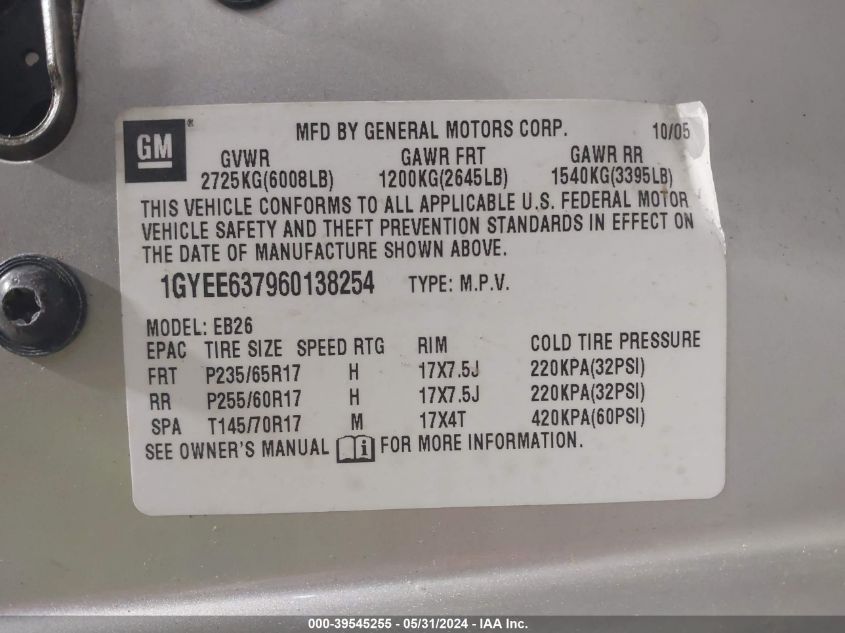 GM ® MFD BY GENERAL MOTORS CORP. 10/05
GVWR GAWR FRT GAWR RR
2725KG(6008LB) 1200KG(2645LB) 1540KG(3395LB)
THIS VEHICLE CONFORMS TO ALL APPLICABLE U.S. FEDERAL MOTOR
VEHICLE SAFETY AND THEFT PREVENTION STANDARDS IN EFFECT ON
THE DATE OF MANUFACTURE SHOWN ABOVE.
1GYEE637960138254 TYPE: M.P.V.
MODEL: EB26
EPAC TIRE SIZE SPEED RTG RIM COLD TIRE PRESSURE
FRT P235/65R17 H 17X7.5J 220KPA(32PSI)
RR P255/60R17 H 17X7.5J 220KPA(32PSI)
SPA T145/70R17 M 17X4T 420KPA(60PSI)
SEE OWNER'S MANUAL i FOR MORE INFORMATION.
000-39545255 - 05/31/2024 - IAA Inc.